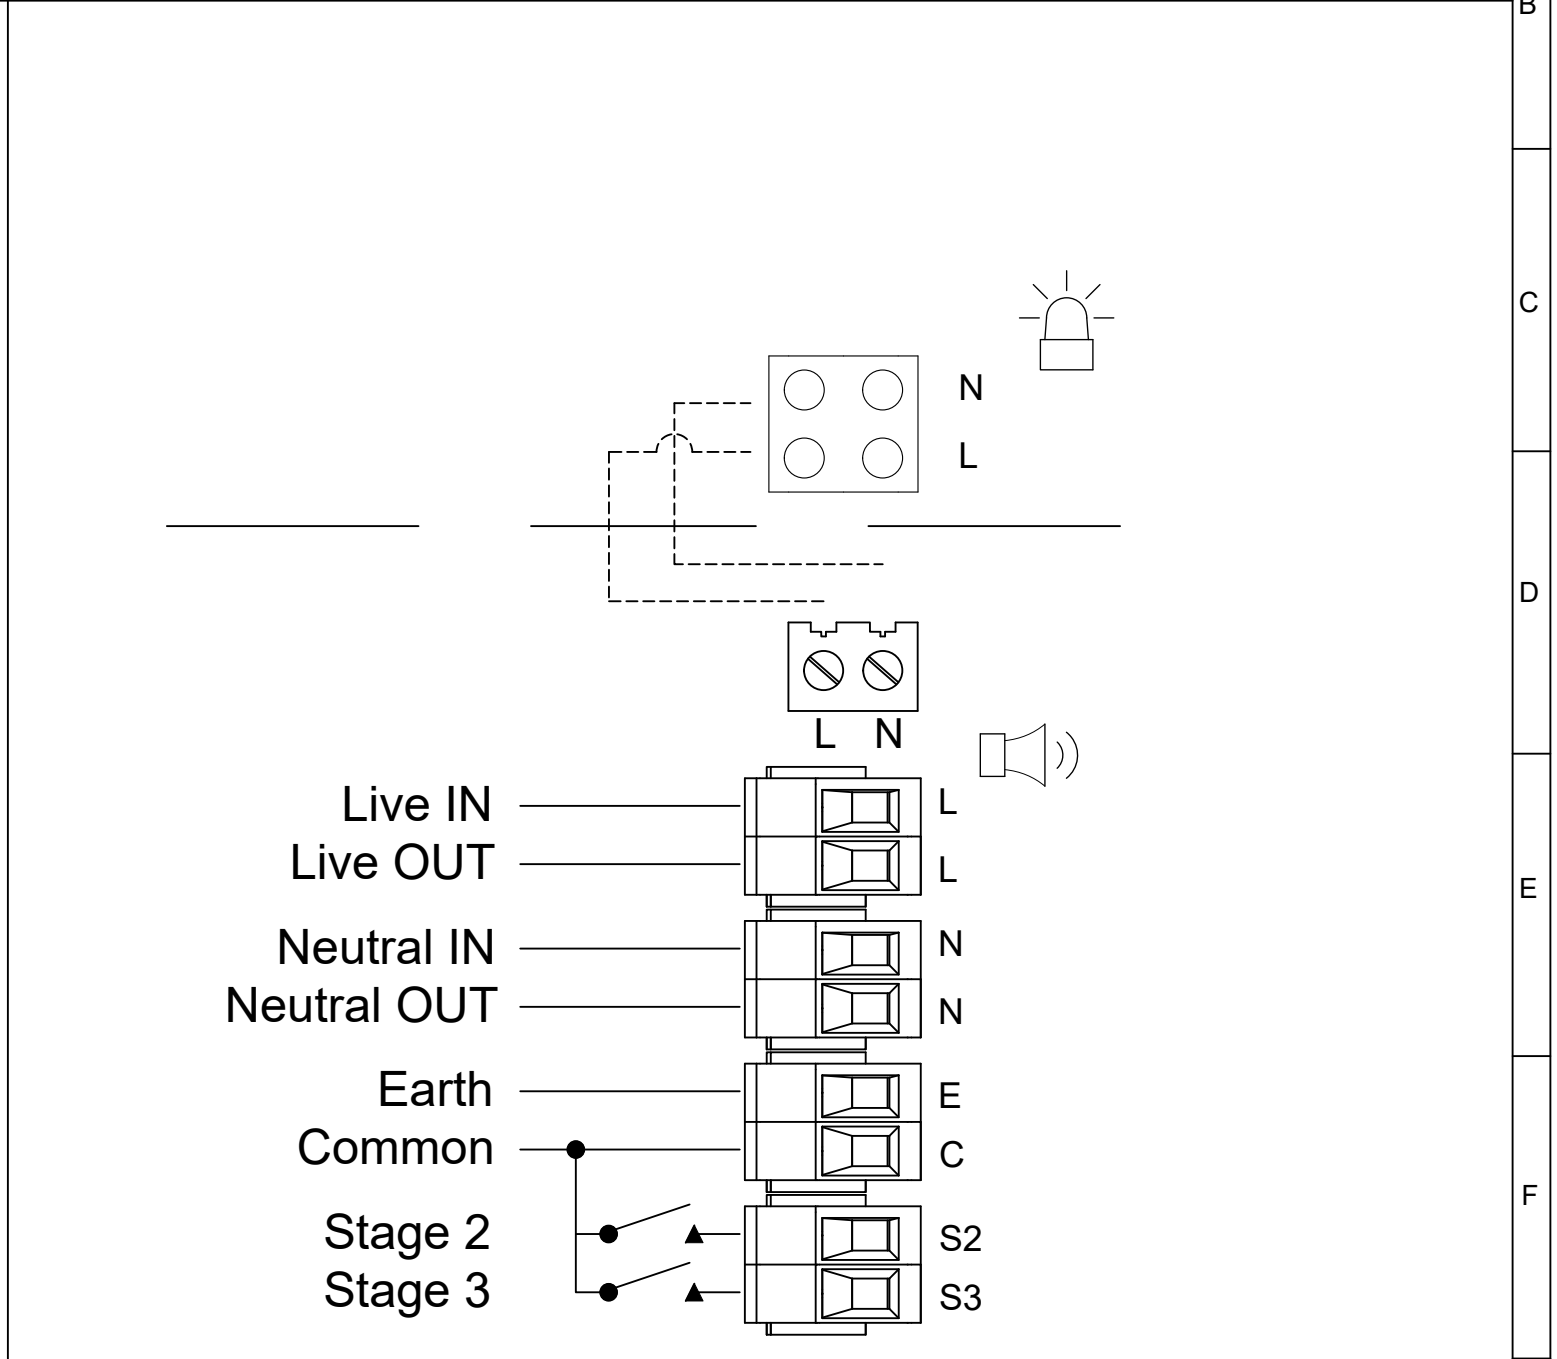 B
C
N
L
D
L N
Live IN L
Live OUT L
E
Neutral IN N
Neutral OUT N
Earth E
Common C
F
Stage 2 S2
Stage 3 S3